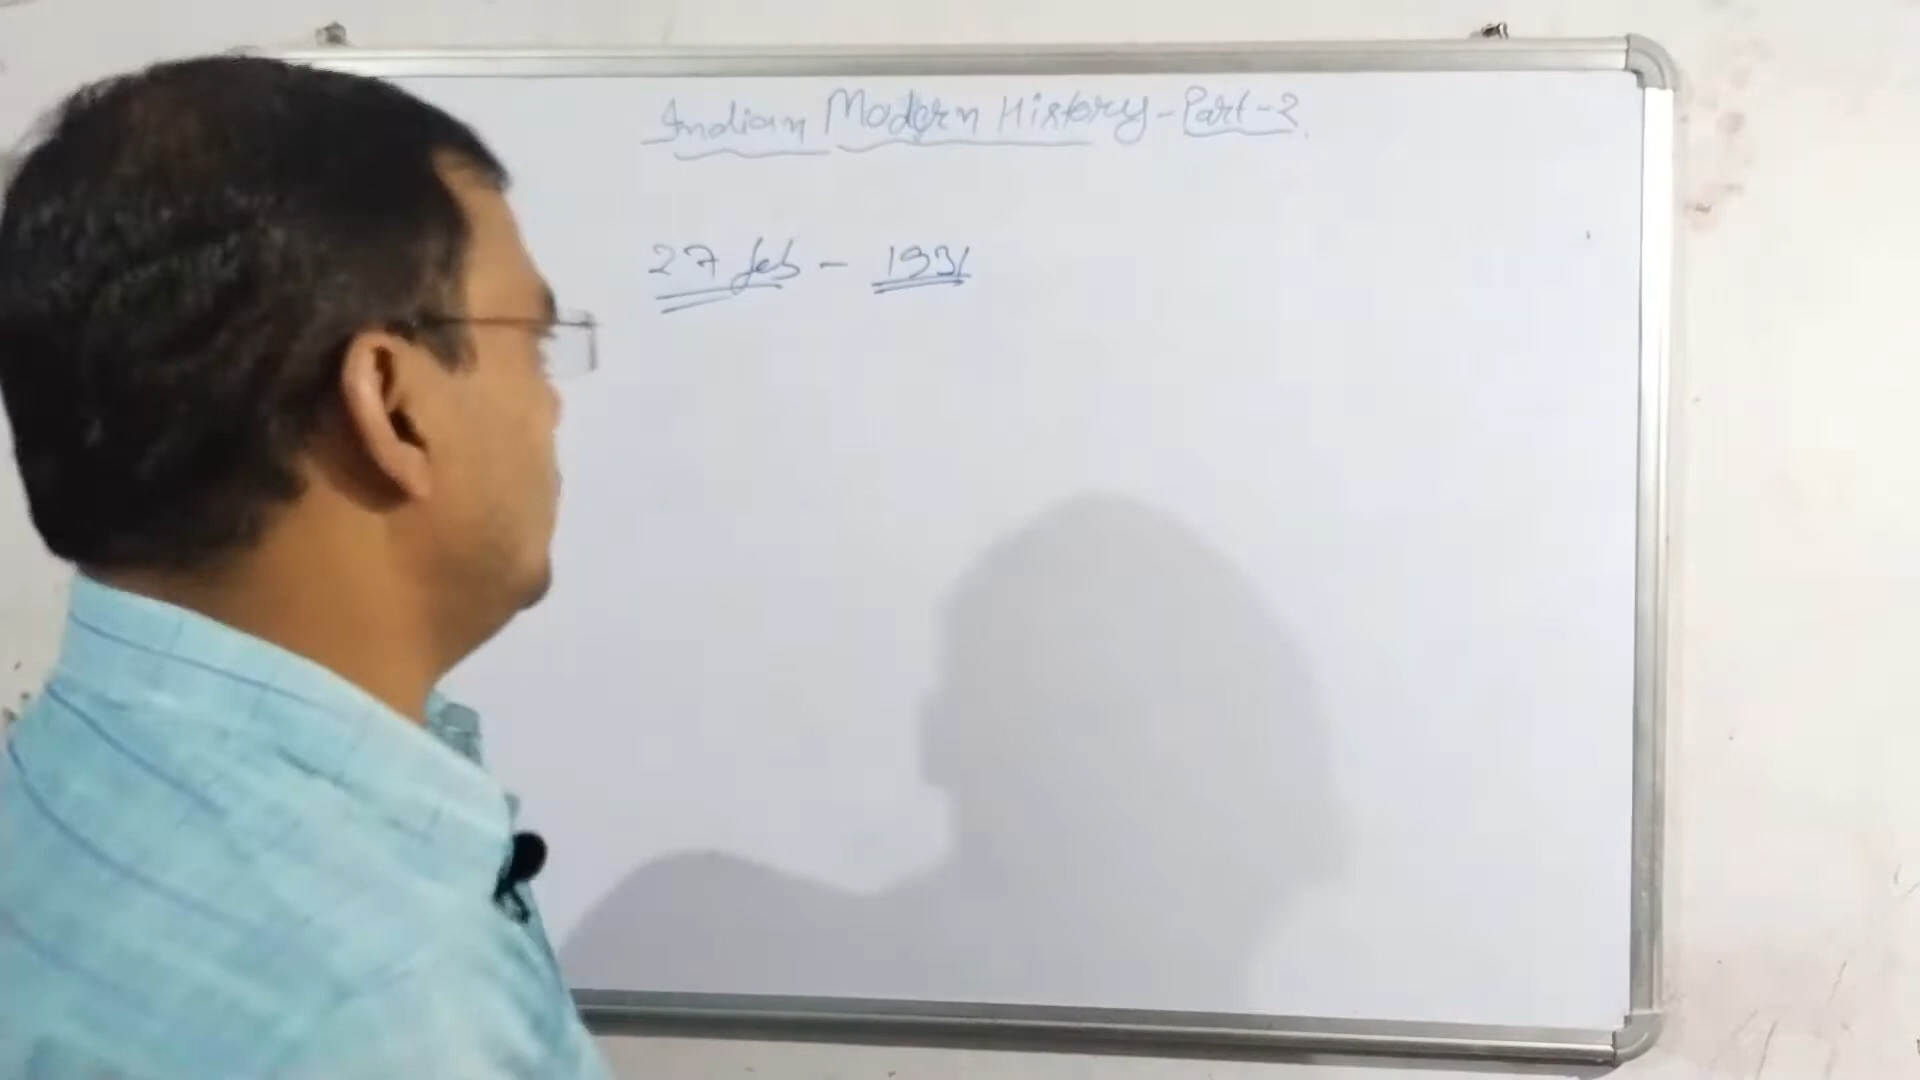 Indian Modern History - Part-2
27 feb - 1931